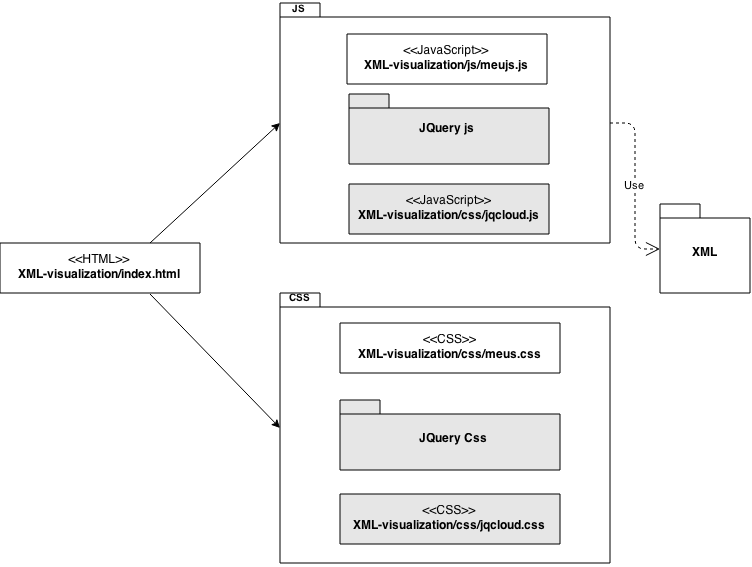 JS
<<JavaScript>>
XML-visualization/js/meujs.js
JQuery js
<<JavaScript>>
XML-visualization/css/jqcloud.js
Use
XML
<<HTML>>
XML-visualization/index.html
CSS
<<CSS>>
XML-visualization/css/meus.css
JQuery Css
<<CSS>>
XML-visualization/css/jqcloud.css